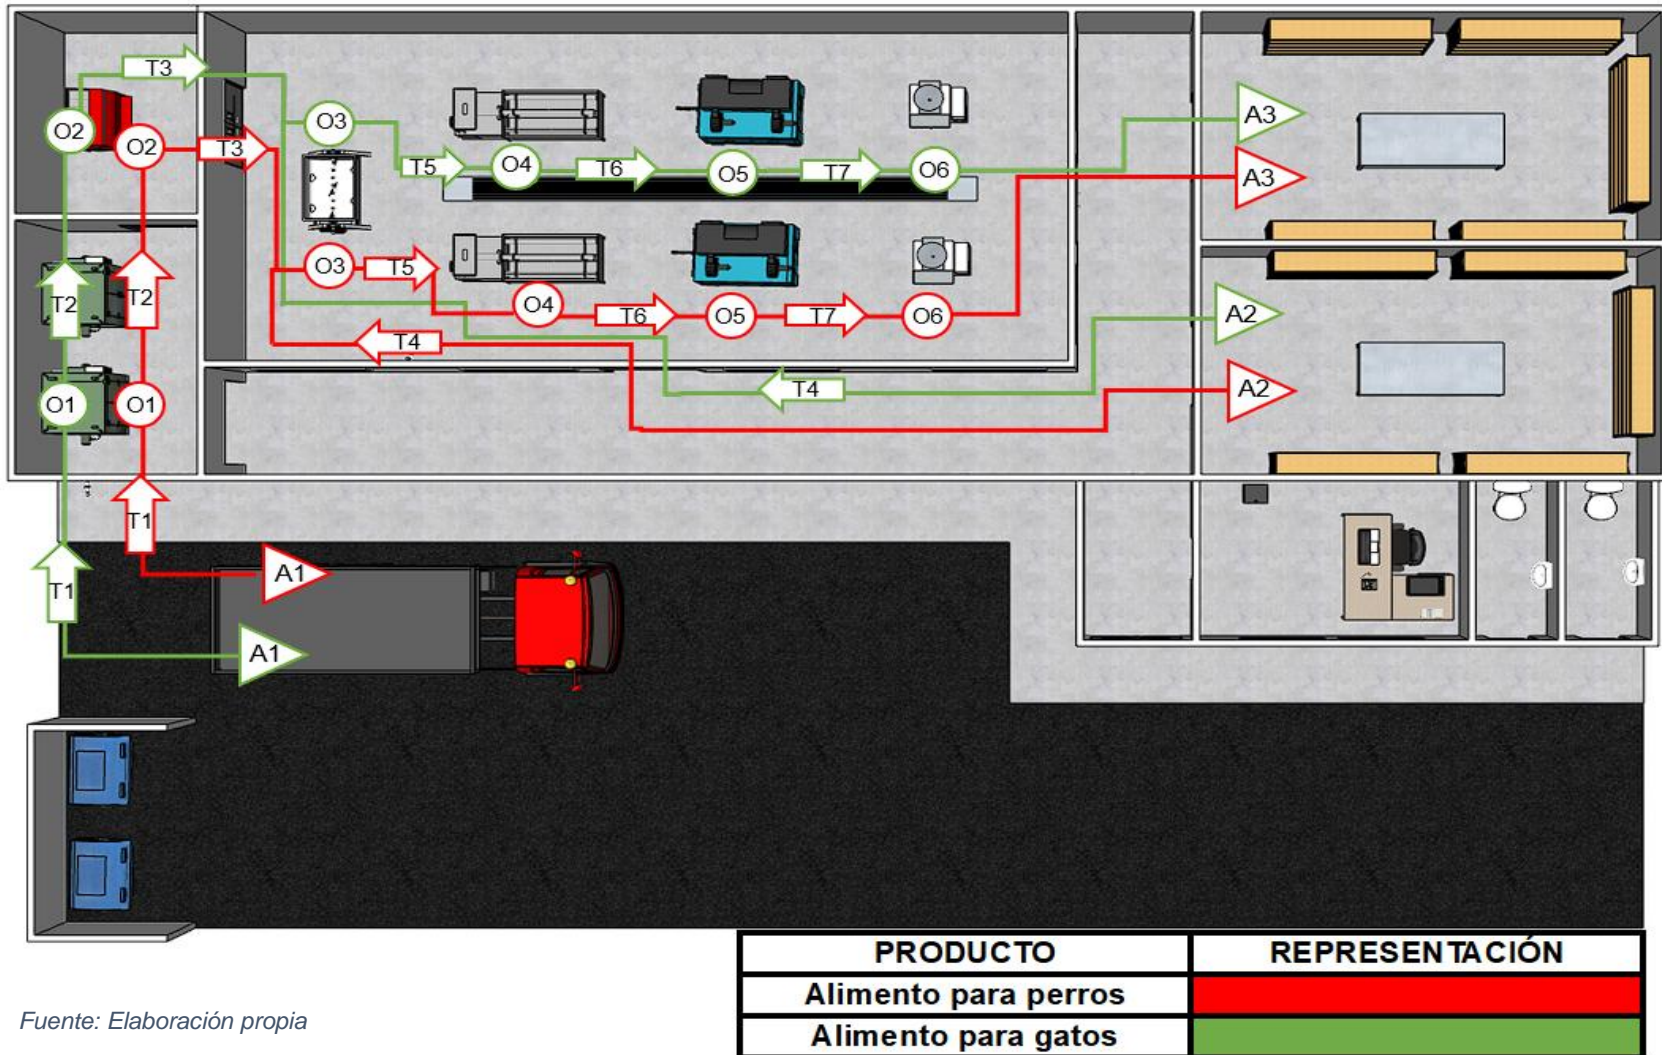 T3
O2
O2
T3
O3
T5
O4
T6
O5
T7
O6
A3
A3
T2
T2
O3
T5
O4
T6
O5
T7
O6
A2
T4
T4
A2
O1
O1
T1
A1
T1
A1
PRODUCTO REPRESENTACIÓN
Alimento para perros
Alimento para gatos
Fuente: Elaboración propia